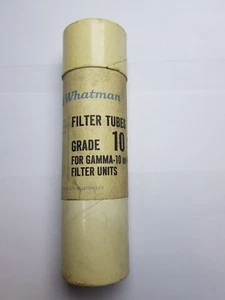 Whatman
FILTER TUBES
GRADE 10
FOR GAMMA-10
FILTER UNITS